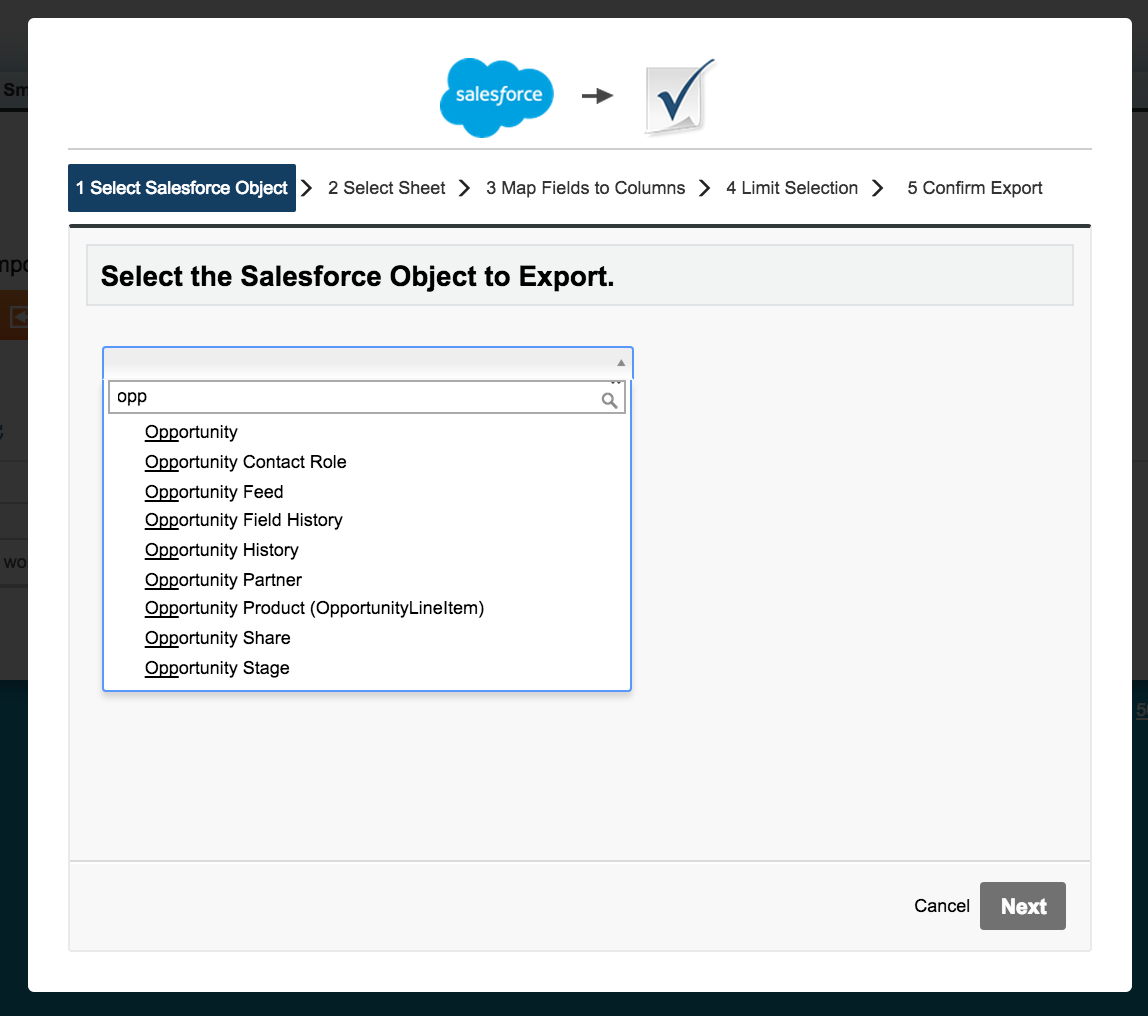 salesforce
Sm
1 Select Salesforce Object
2 Select Sheet
3 Map Fields to Columns
4 Limit Selection
5 Confirm Export
Select the Salesforce Object to Export.
opp
Opportunity
Opportunity Contact Role
Opportunity Feed
Opportunity Field History
Opportunity History
Opportunity Partner
Opportunity Product (OpportunityLineItem)
Opportunity Share
Opportunity Stage
wo
Cancel
Next